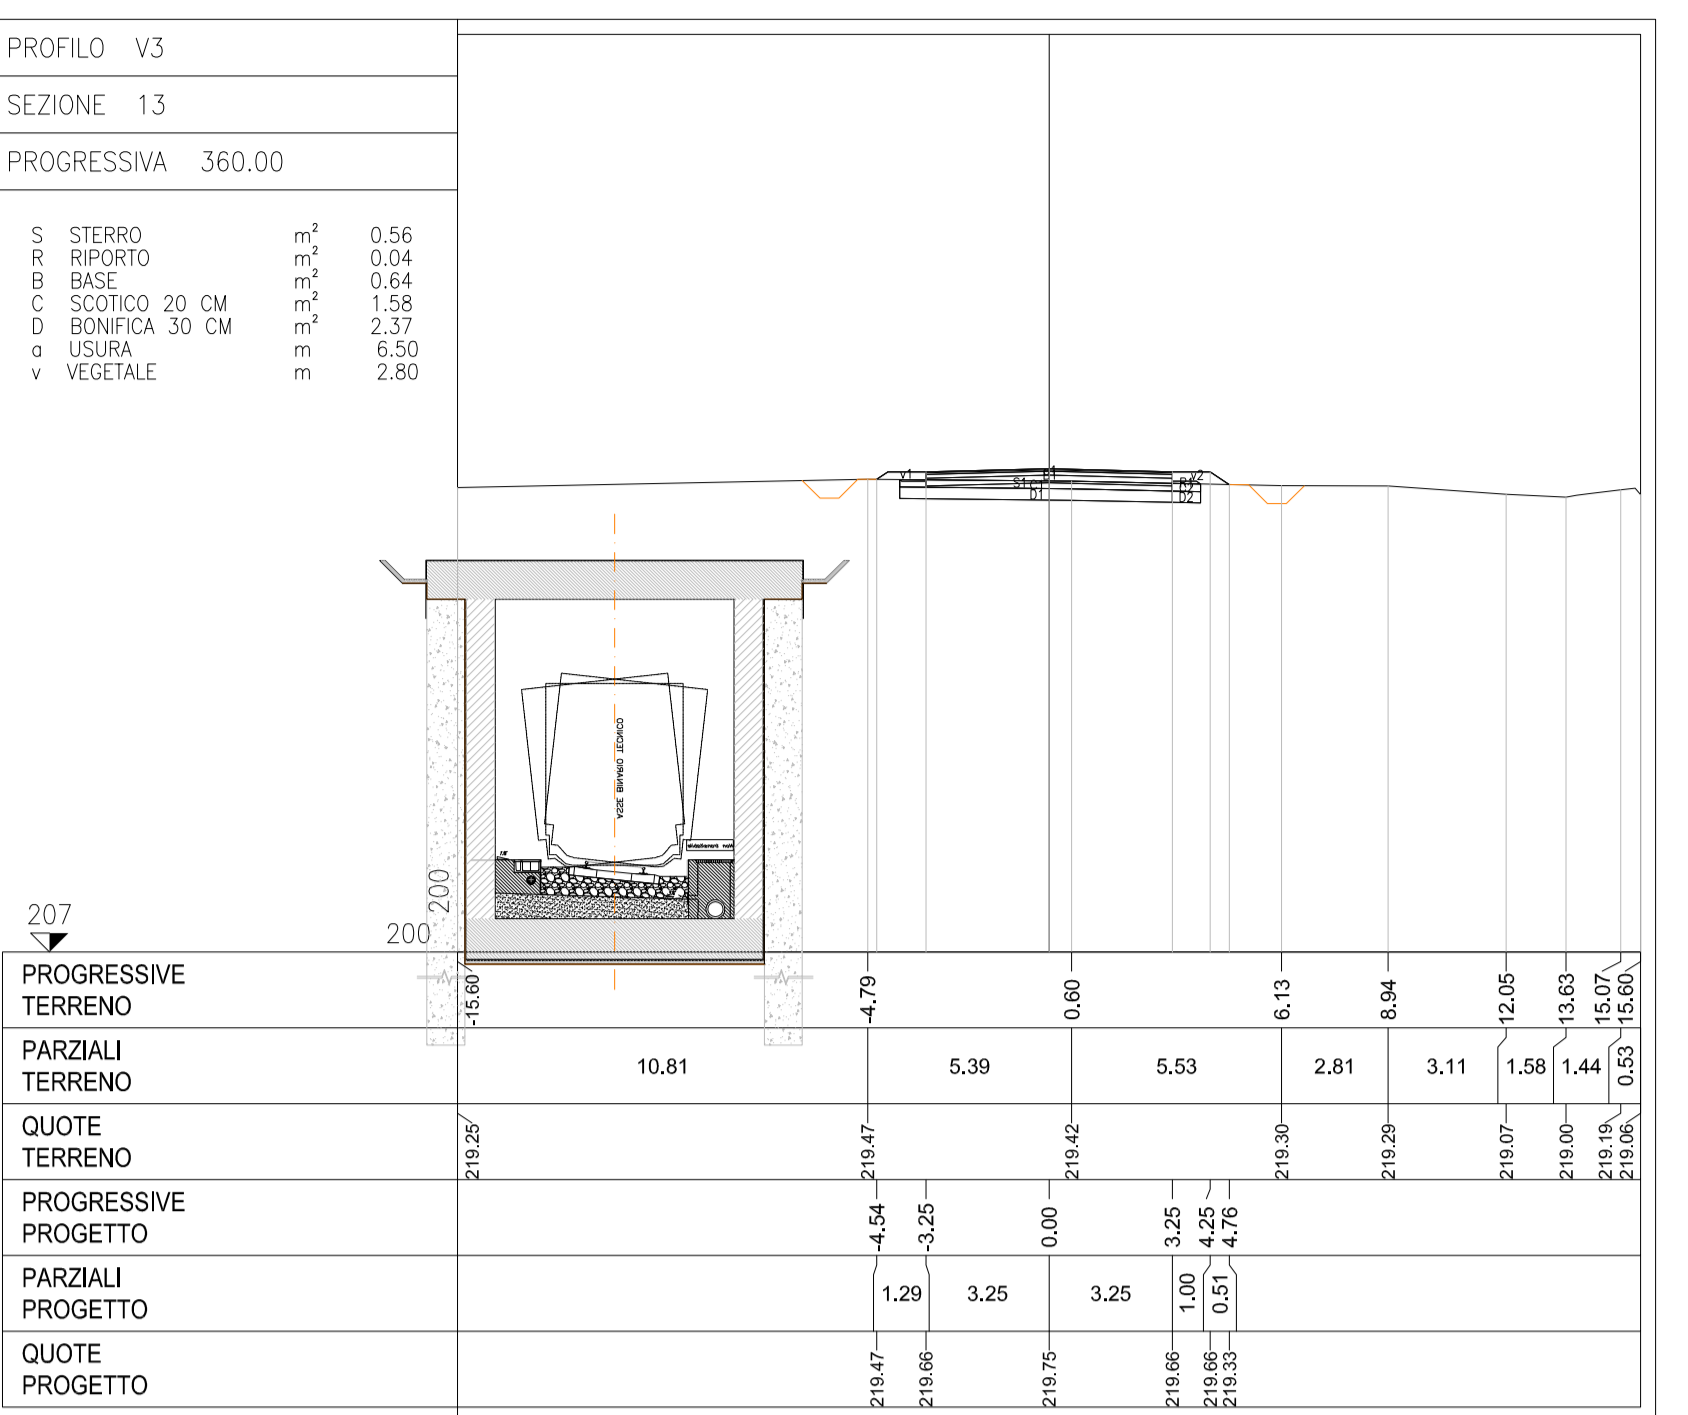 PROFILO V3
SEZIONE 13
PROGRESSIVA 360.00
S STERRO m² 0.56
R RIPORTO m² 0.04
B BASE m² 0.64
C SCOTICO 20 CM m² 1.58
D BONIFICA 30 CM m² 2.37
a USURA m 6.50
v VEGETALE m 2.80
v1 v2
S1
D1 D2
ASSE BINARIO TECNICO
200
200
207
PROGRESSIVE TERRENO
-15.60 -4.79 0.60 6.13 8.94 12.05 13.63 15.07 15.60
PARZIALI TERRENO
10.81 5.39 5.53 2.81 3.11 1.58 1.44 0.53
QUOTE TERRENO
219.25 219.47 219.42 219.30 219.29 219.07 219.00 219.19 219.06
PROGRESSIVE PROGETTO
-4.54 -3.25 0.00 3.25 4.25 4.76
PARZIALI PROGETTO
1.29 3.25 3.25 1.00 0.51
QUOTE PROGETTO
219.47 219.66 219.75 219.66 219.66 219.33